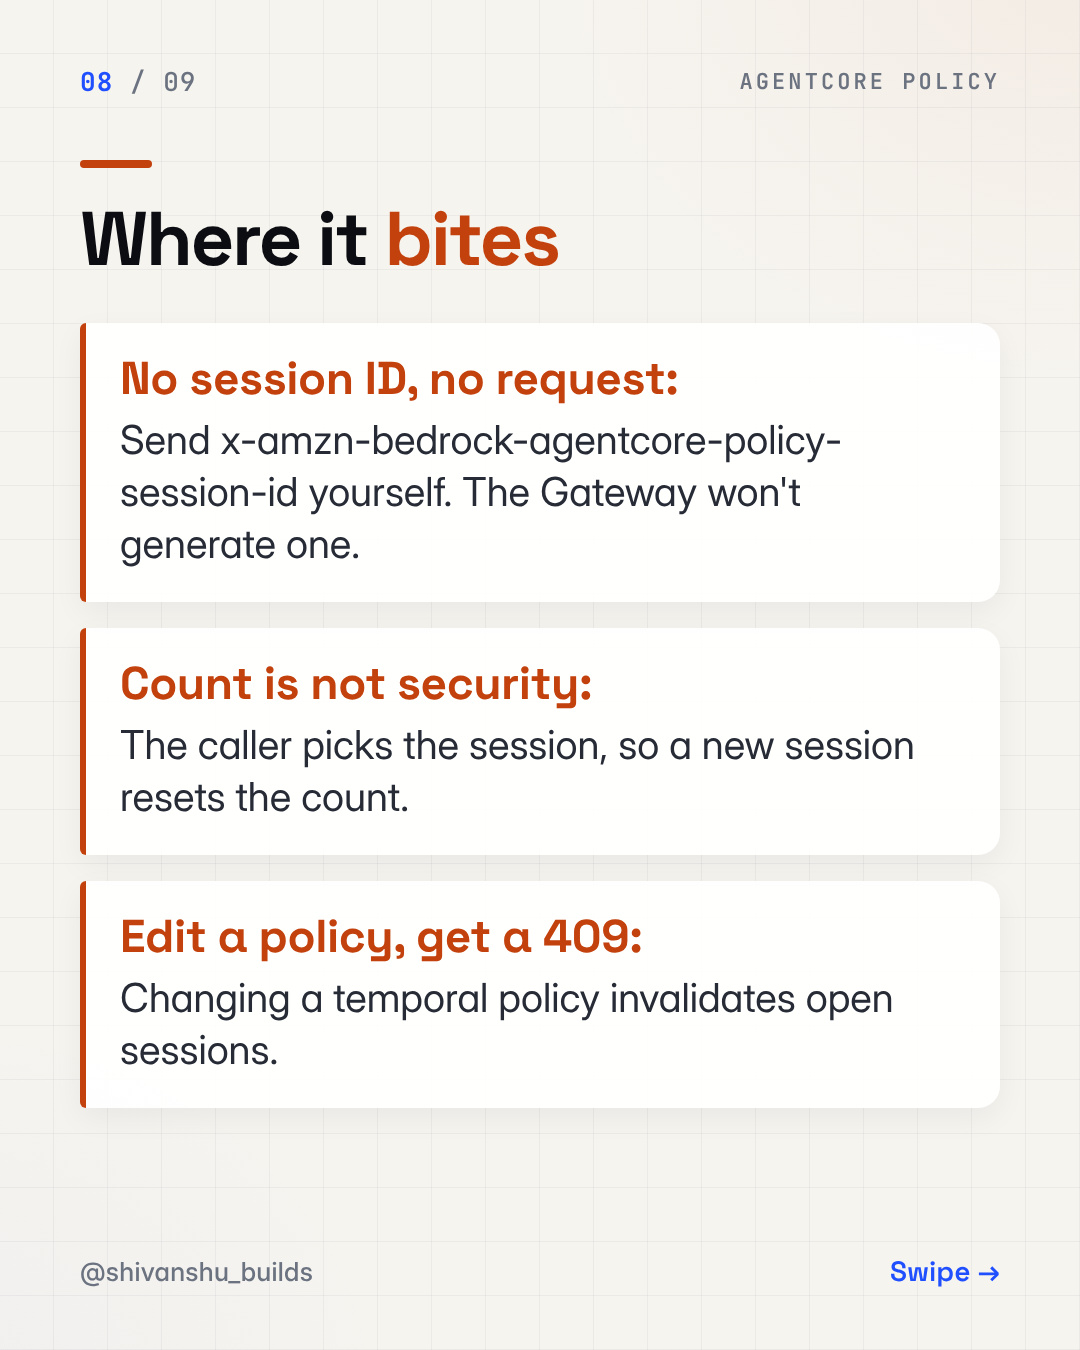 08 / 09
AGENTCORE POLICY
Where it bites
No session ID, no request:
Send x-amzn-bedrock-agentcore-policy-
session-id yourself. The Gateway won't
generate one.
Count is not security:
The caller picks the session, so a new session
resets the count.
Edit a policy, get a 409:
Changing a temporal policy invalidates open
sessions.
@shivanshu_builds
Swipe →